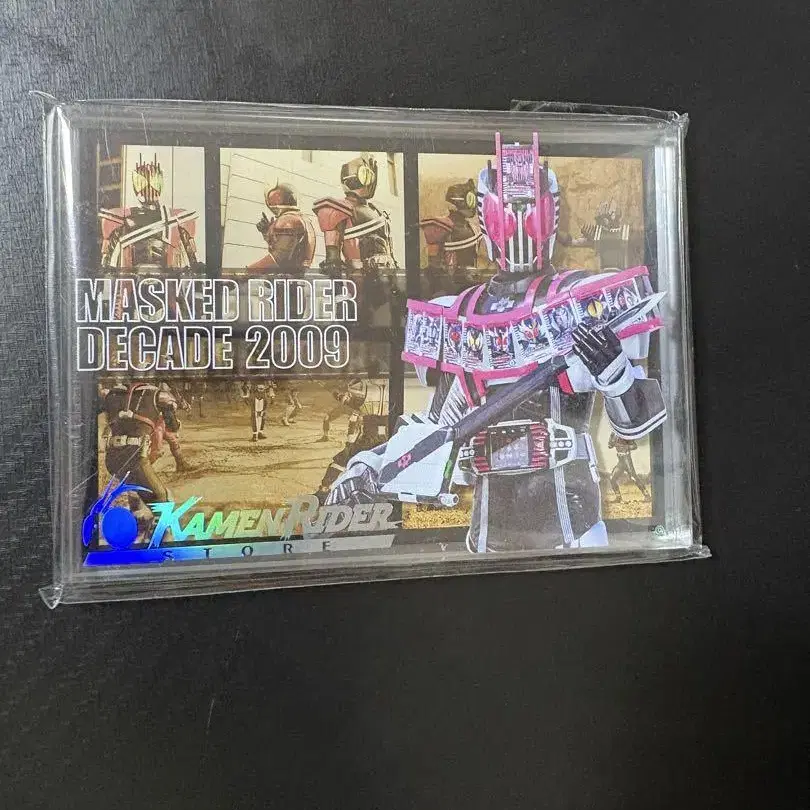 MASKED RIDER
DECADE 2009
KAMEN RIDER
STORE